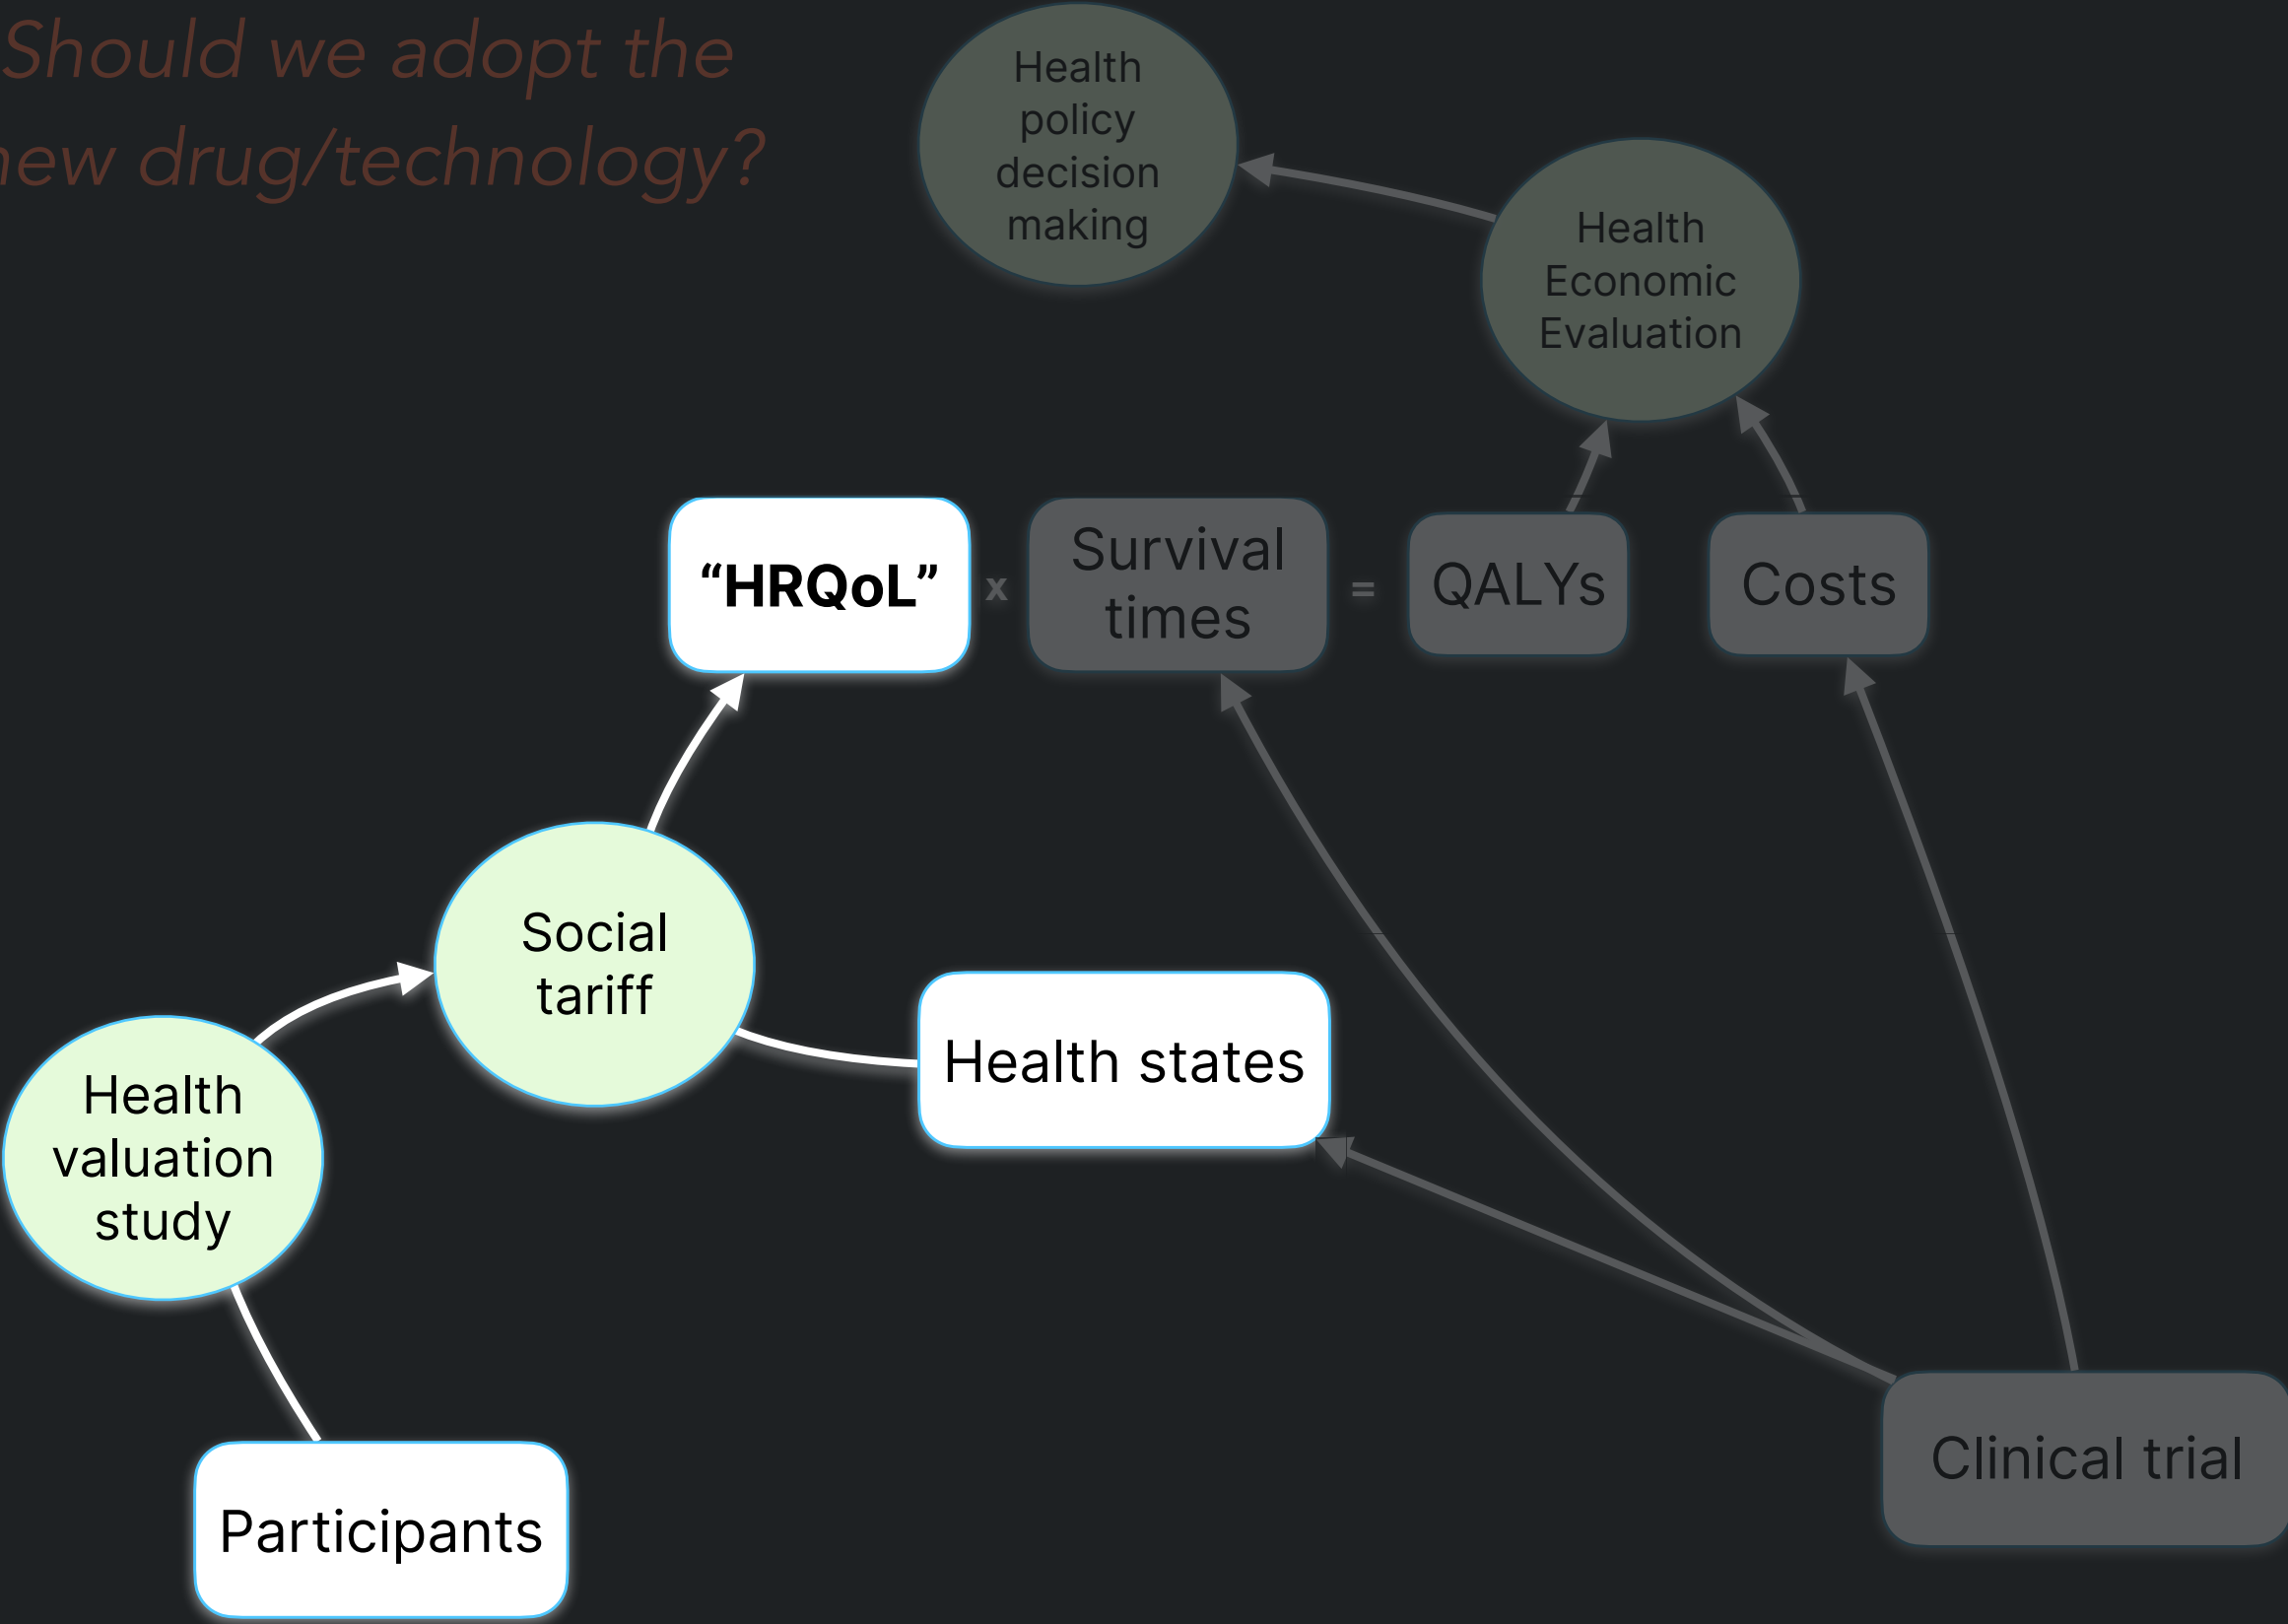 Should we adopt the
new drug/technology?
Health
policy
decision
making
Health
Economic
Evaluation
“HRQoL”
x
Survival
times
=
QALYs
Costs
Social
tariff
Health states
Health
valuation
study
Clinical trial
Participants